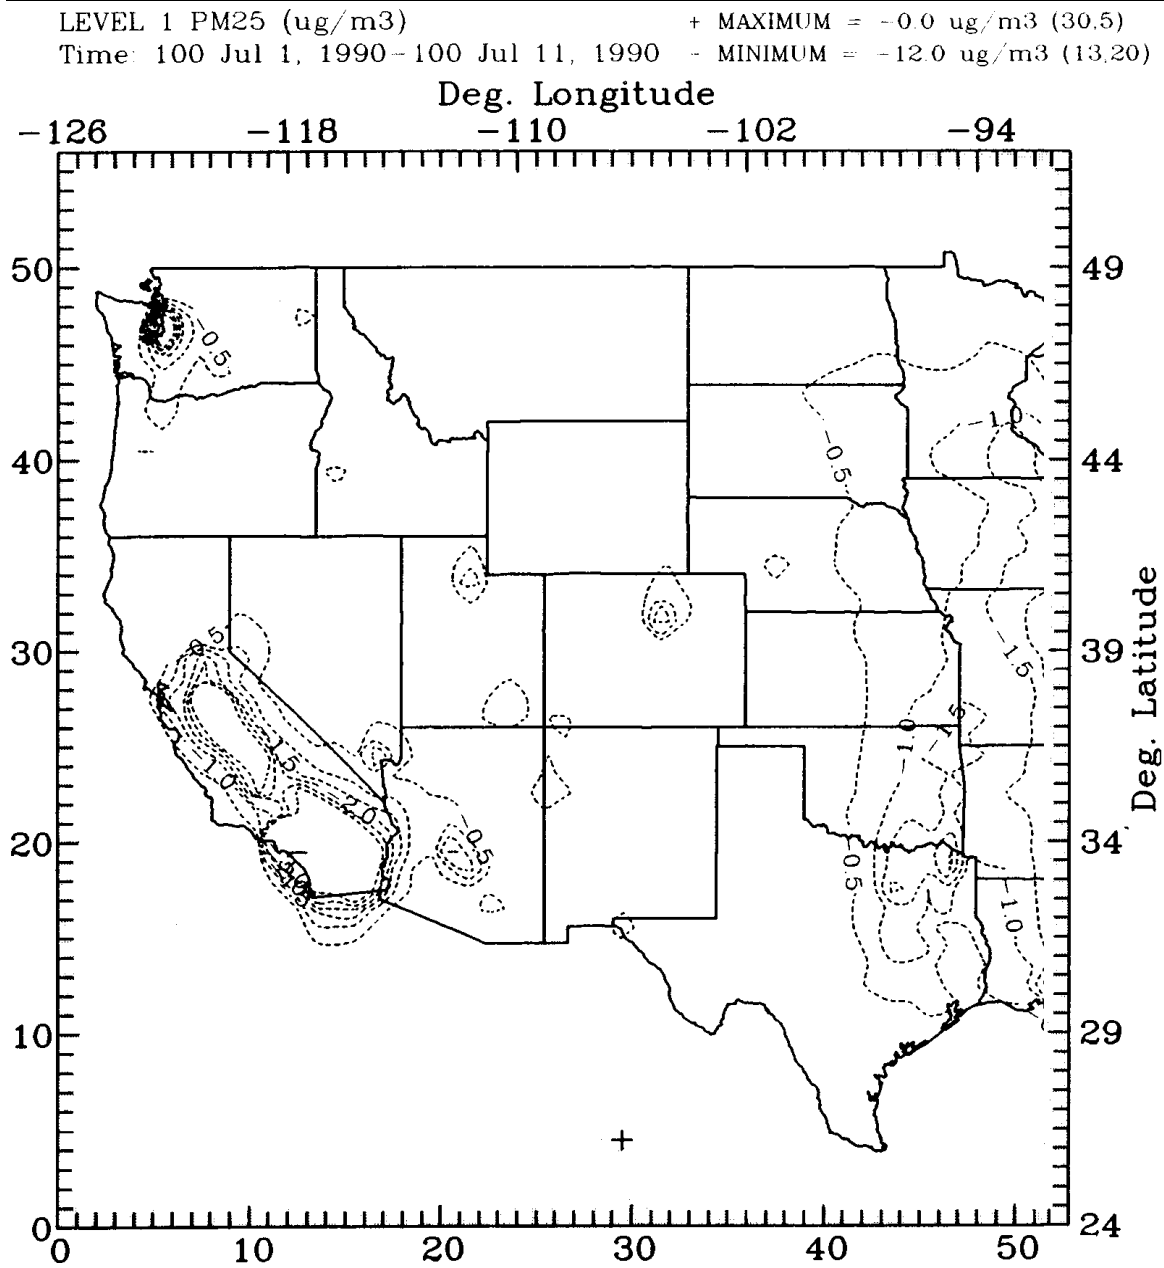 LEVEL 1 PM25 (ug/m3)
+ MAXIMUM = -0.0 ug/m3 (30,5)
Time: 100 Jul 1, 1990-100 Jul 11, 1990
- MINIMUM = -12.0 ug/m3 (13,20)
Deg. Longitude
-126 -118 -110 -102 -94
50 49
-0.5
-1.0
-0.5
40 44
-0.5
30 39
-1.5
-1.5
-1.0
-1.5
-1.0
-2.0
-0.5
20 34
-0.5
-1.0
10 29
0 24
0 10 20 30 40 50
Deg. Latitude